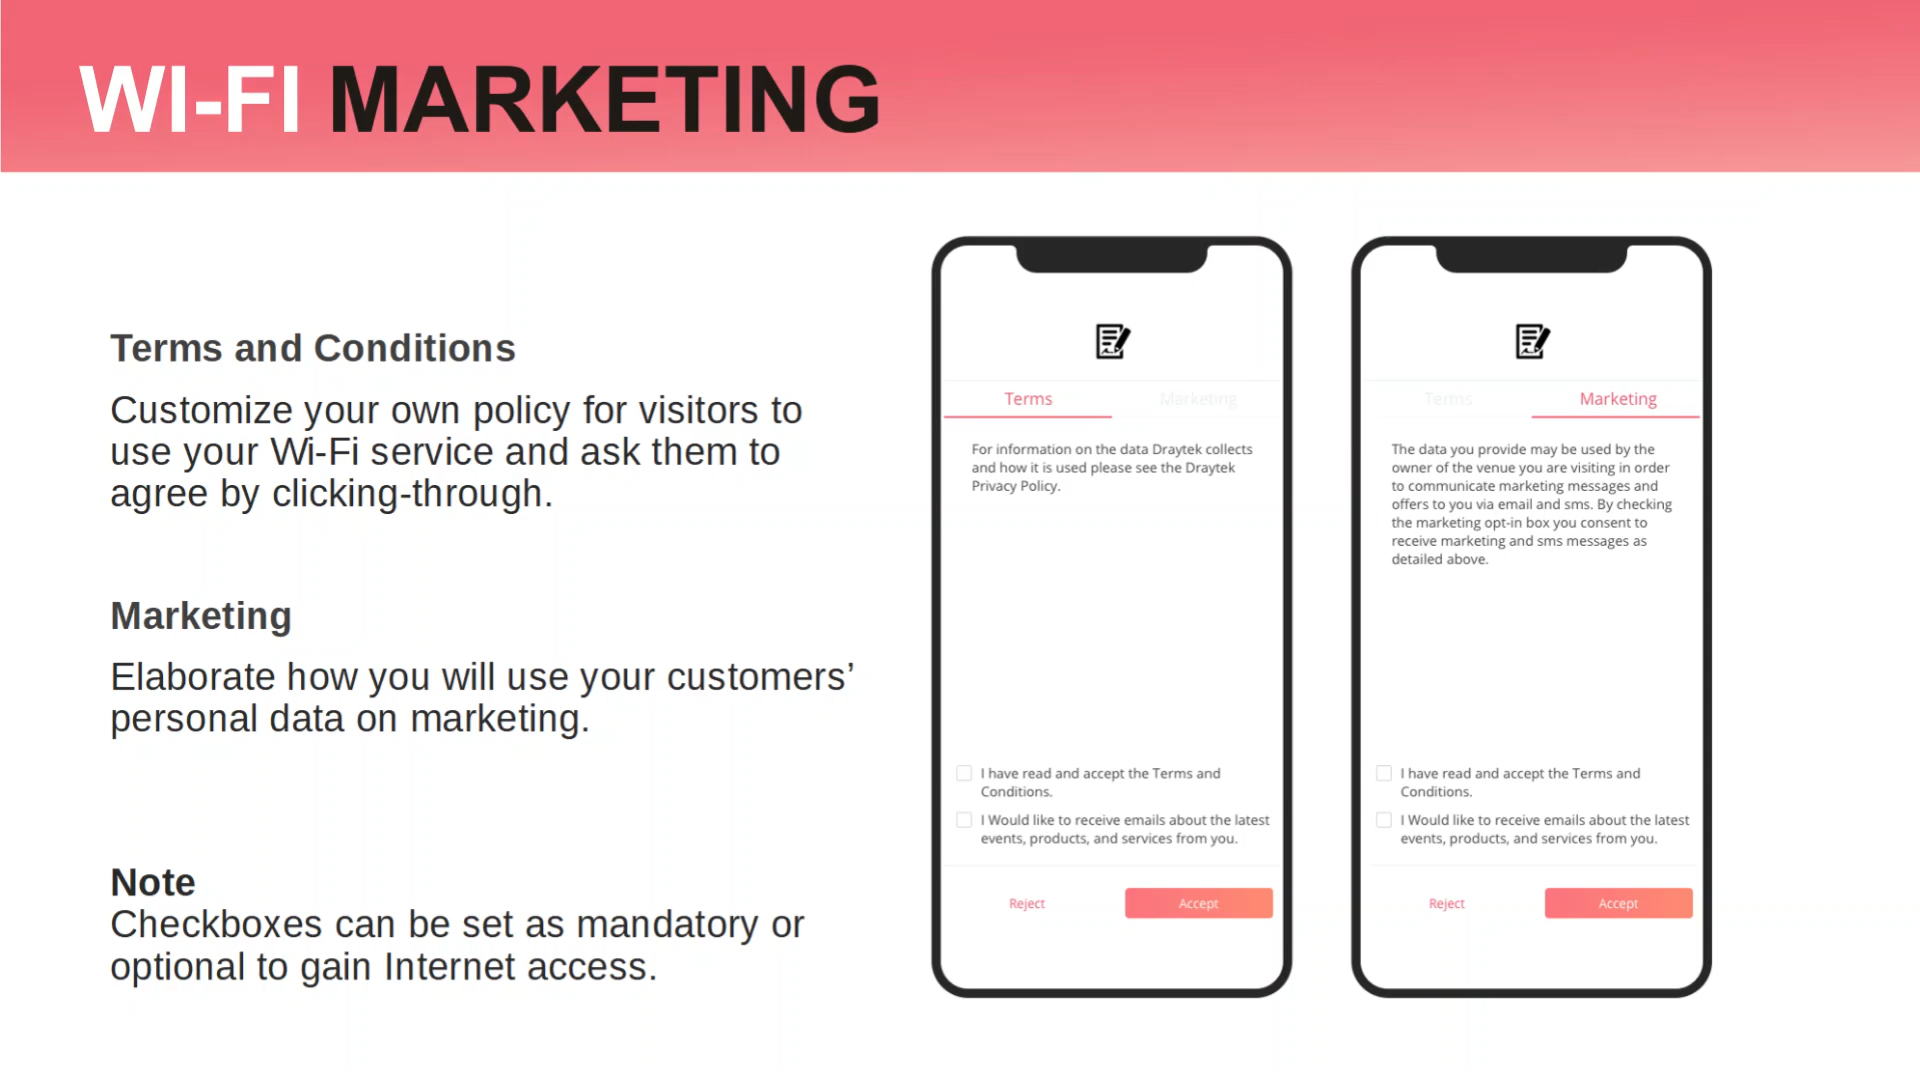 WI-FI MARKETING
Terms and Conditions
Customize your own policy for visitors to
use your Wi-Fi service and ask them to
agree by clicking-through.
Marketing
Elaborate how you will use your customers’
personal data on marketing.
Note
Checkboxes can be set as mandatory or
optional to gain Internet access.
Terms Marketing
For information on the data Draytek collects
and how it is used please see the Draytek
Privacy Policy.
I have read and accept the Terms and
Conditions.
I Would like to receive emails about the latest
events, products, and services from you.
Reject Accept
Terms Marketing
The data you provide may be used by the
owner of the venue you are visiting in order
to communicate marketing messages and
offers to you via email and sms. By checking
the marketing opt-in box you consent to
receive marketing and sms messages as
detailed above.
I have read and accept the Terms and
Conditions.
I Would like to receive emails about the latest
events, products, and services from you.
Reject Accept